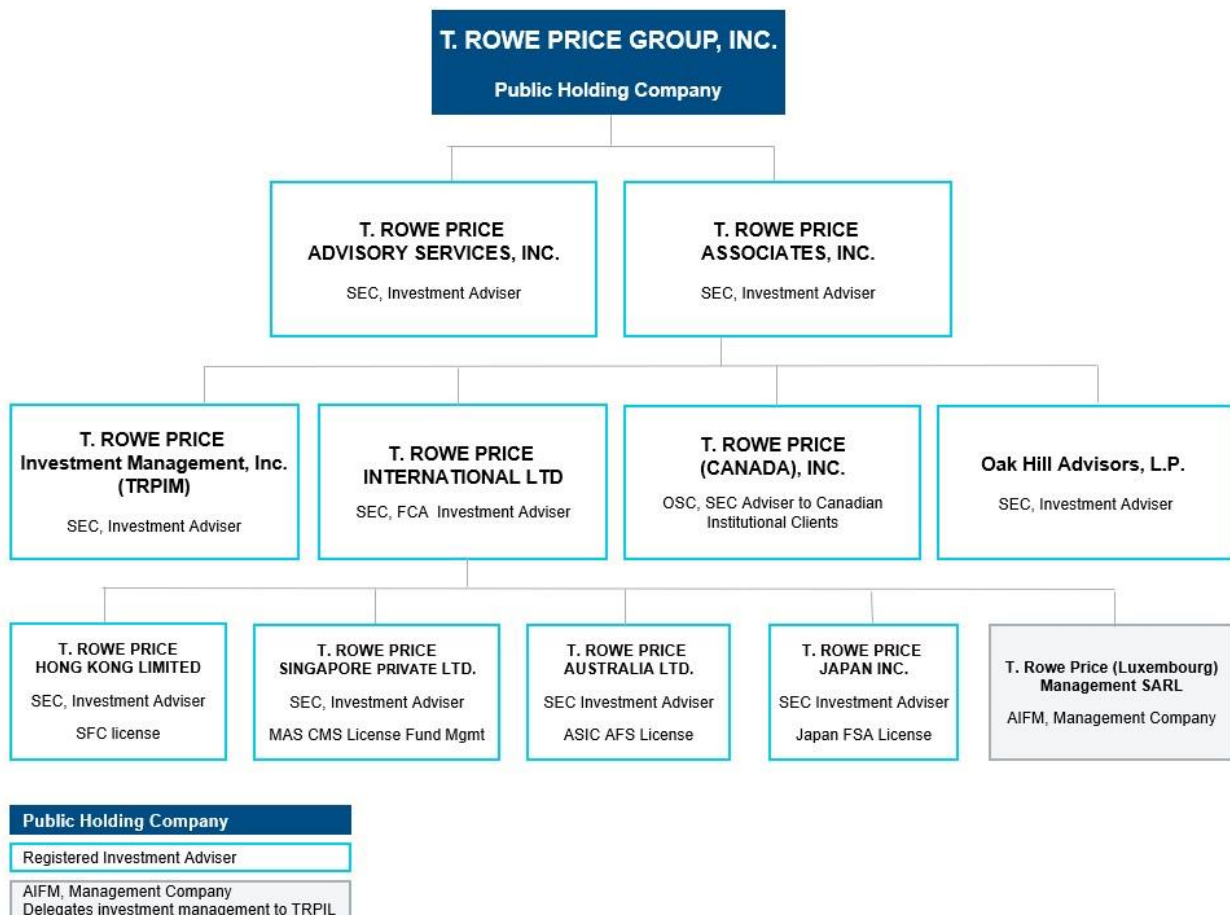 T. ROWE PRICE GROUP, INC.
Public Holding Company
T. ROWE PRICE
ADVISORY SERVICES, INC.
SEC, Investment Adviser
T. ROWE PRICE
ASSOCIATES, INC.
SEC, Investment Adviser
T. ROWE PRICE
Investment Management, Inc.
(TRPIM)
SEC, Investment Adviser
T. ROWE PRICE
INTERNATIONAL LTD
SEC, FCA Investment Adviser
T. ROWE PRICE
(CANADA), INC.
OSC, SEC Adviser to Canadian
Institutional Clients
Oak Hill Advisors, L.P.
SEC, Investment Adviser
T. ROWE PRICE
HONG KONG LIMITED
SEC, Investment Adviser
SFC license
T. ROWE PRICE
SINGAPORE PRIVATE LTD.
SEC, Investment Adviser
MAS CMS License Fund Mgmt
T. ROWE PRICE
AUSTRALIA LTD.
SEC Investment Adviser
ASIC AFS License
T. ROWE PRICE
JAPAN INC.
SEC Investment Adviser
Japan FSA License
T. Rowe Price (Luxembourg)
Management SARL
AIFM, Management Company
Public Holding Company
Registered Investment Adviser
AIFM, Management Company
Delegates investment management to TRPIL